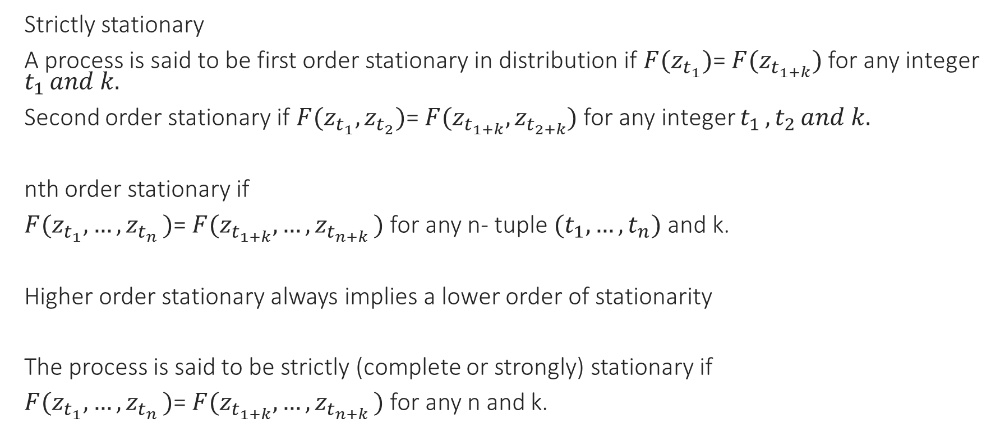 Strictly stationary
A process is said to be first order stationary in distribution if $F(z_{t_1})= F(z_{t_{1+k}})$ for any integer
$t_1$ and $k$.
Second order stationary if $F(z_{t_1}, z_{t_2})= F(z_{t_{1+k}}, z_{t_{2+k}})$ for any integer $t_1$ , $t_2$ and $k$.
nth order stationary if
$F(z_{t_1}, \ldots, z_{t_n})= F(z_{t_{1+k}}, \ldots, z_{t_{n+k}})$ for any n- tuple $(t_1, \ldots, t_n)$ and k.
Higher order stationary always implies a lower order of stationarity
The process is said to be strictly (complete or strongly) stationary if
$F(z_{t_1}, \ldots, z_{t_n})= F(z_{t_{1+k}}, \ldots, z_{t_{n+k}})$ for any n and k.